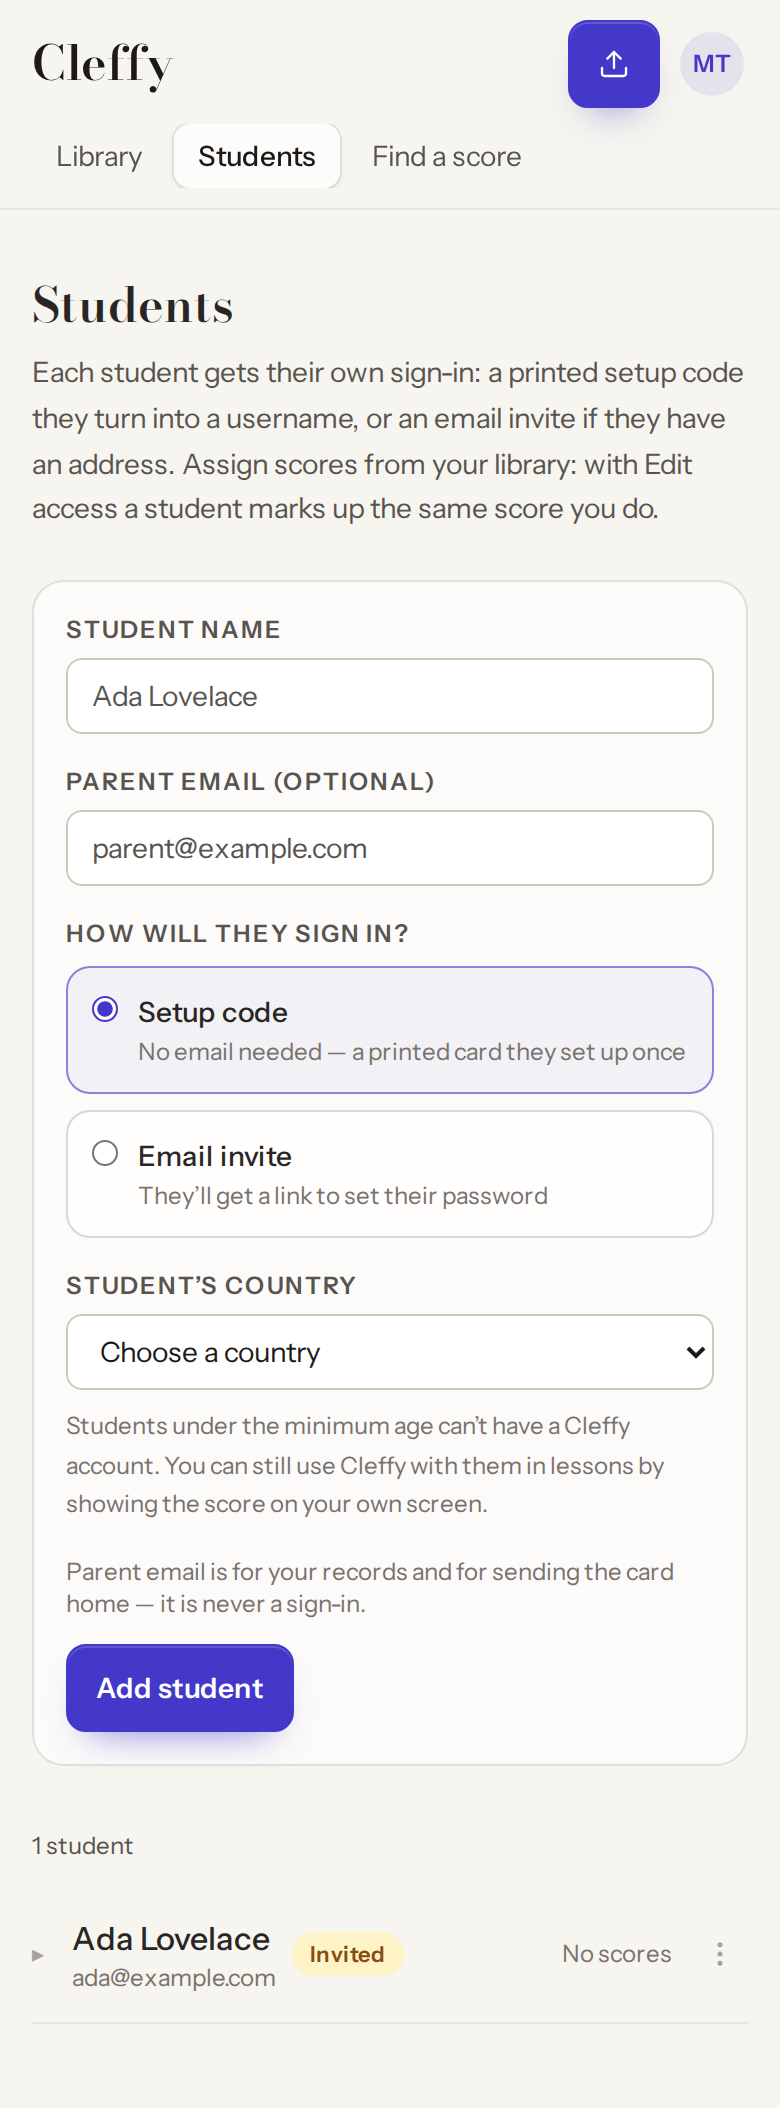 Cleffy
MT
Library
Students
Find a score
Students
Each student gets their own sign-in: a printed setup code
they turn into a username, or an email invite if they have
an address. Assign scores from your library: with Edit
access a student marks up the same score you do.
STUDENT NAME
Ada Lovelace
PARENT EMAIL (OPTIONAL)
parent@example.com
HOW WILL THEY SIGN IN?
Setup code
No email needed — a printed card they set up once
Email invite
They’ll get a link to set their password
STUDENT’S COUNTRY
Choose a country
Students under the minimum age can’t have a Cleffy
account. You can still use Cleffy with them in lessons by
showing the score on your own screen.
Parent email is for your records and for sending the card
home — it is never a sign-in.
Add student
1 student
Ada Lovelace
Invited
No scores
ada@example.com